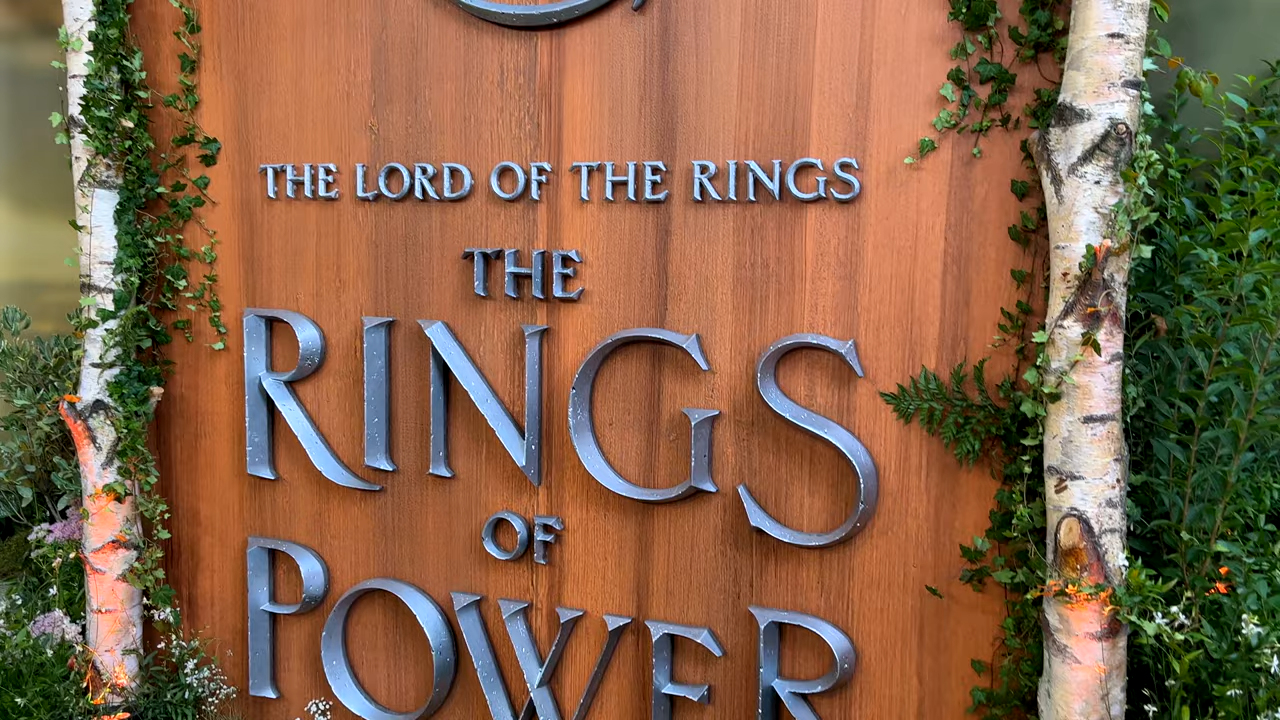 THE LORD OF THE RINGS
THE
RINGS
OF
POWER